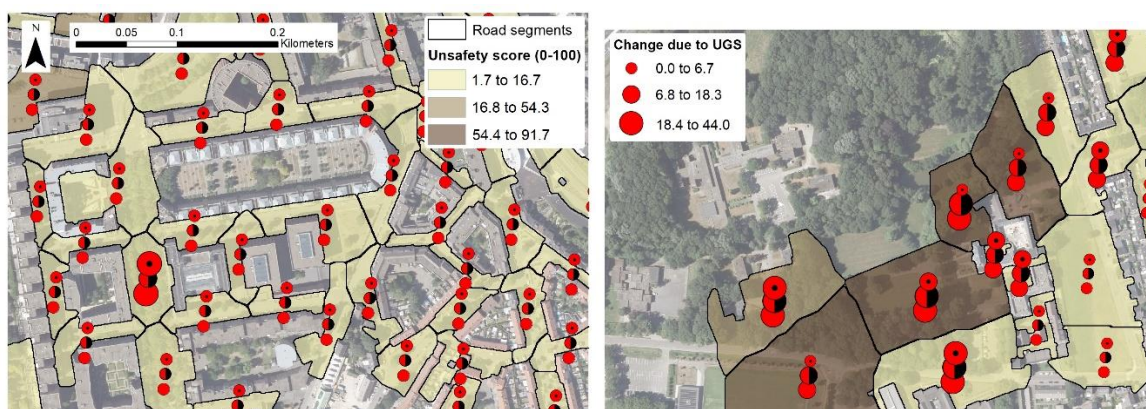 N
0 0.05 0.1 0.2
Kilometers
Road segments
Unsafety score (0-100)
1.7 to 16.7
16.8 to 54.3
54.4 to 91.7
Change due to UGS
0.0 to 6.7
6.8 to 18.3
18.4 to 44.0